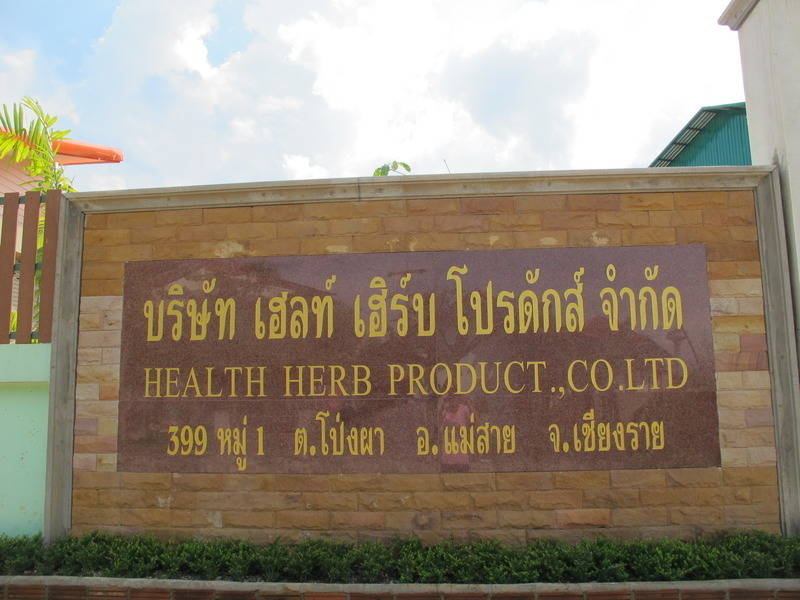 บริษัท เฮลท์ เฮิร์บ โปรดักส์ จำกัด
HEALTH HERB PRODUCT.,CO.LTD
399 หมู่ 1 ต.โป่งผา อ.แม่สาย จ.เชียงราย